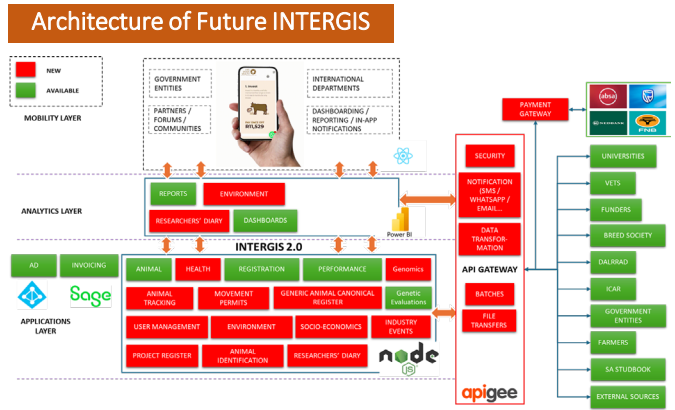 Architecture of Future INTERGIS
NEW
AVAILABLE
MOBILITY LAYER
GOVERNMENT
ENTITIES
INTERNATIONAL
DEPARTMENTS
PARTNERS /
FORUMS /
COMMUNITIES
DASHBOARDING /
REPORTING / IN-APP
NOTIFICATIONS
R11,529
PAYMENT
GATEWAY
absa
NEDBANK
FNB
ANALYTICS LAYER
REPORTS
ENVIRONMENT
RESEARCHERS' DIARY
DASHBOARDS
Power BI
SECURITY
NOTIFICATION
(SMS /
WHATSAPP /
EMAIL...
DATA
TRANSFOR-
MATION
API GATEWAY
BATCHES
FILE
TRANSFERS
apigee
UNIVERSITIES
VETS
FUNDERS
BREED SOCIETY
DALRRAD
ICAR
GOVERNMENT
ENTITIES
FARMERS
SA STUDBOOK
EXTERNAL SOURCES
INTERGIS 2.0
AD
INVOICING
Sage
APPLICATIONS
LAYER
ANIMAL
HEALTH
REGISTRATION
PERFORMANCE
Genomics
ANIMAL
TRACKING
MOVEMENT
PERMITS
GENERIC ANIMAL CANONICAL
REGISTER
Genetic
Evaluations
USER MANAGEMENT
ENVIRONMENT
SOCIO-ECONOMICS
INDUSTRY
EVENTS
PROJECT REGISTER
ANIMAL
IDENTIFICATION
RESEARCHERS' DIARY
node
JS